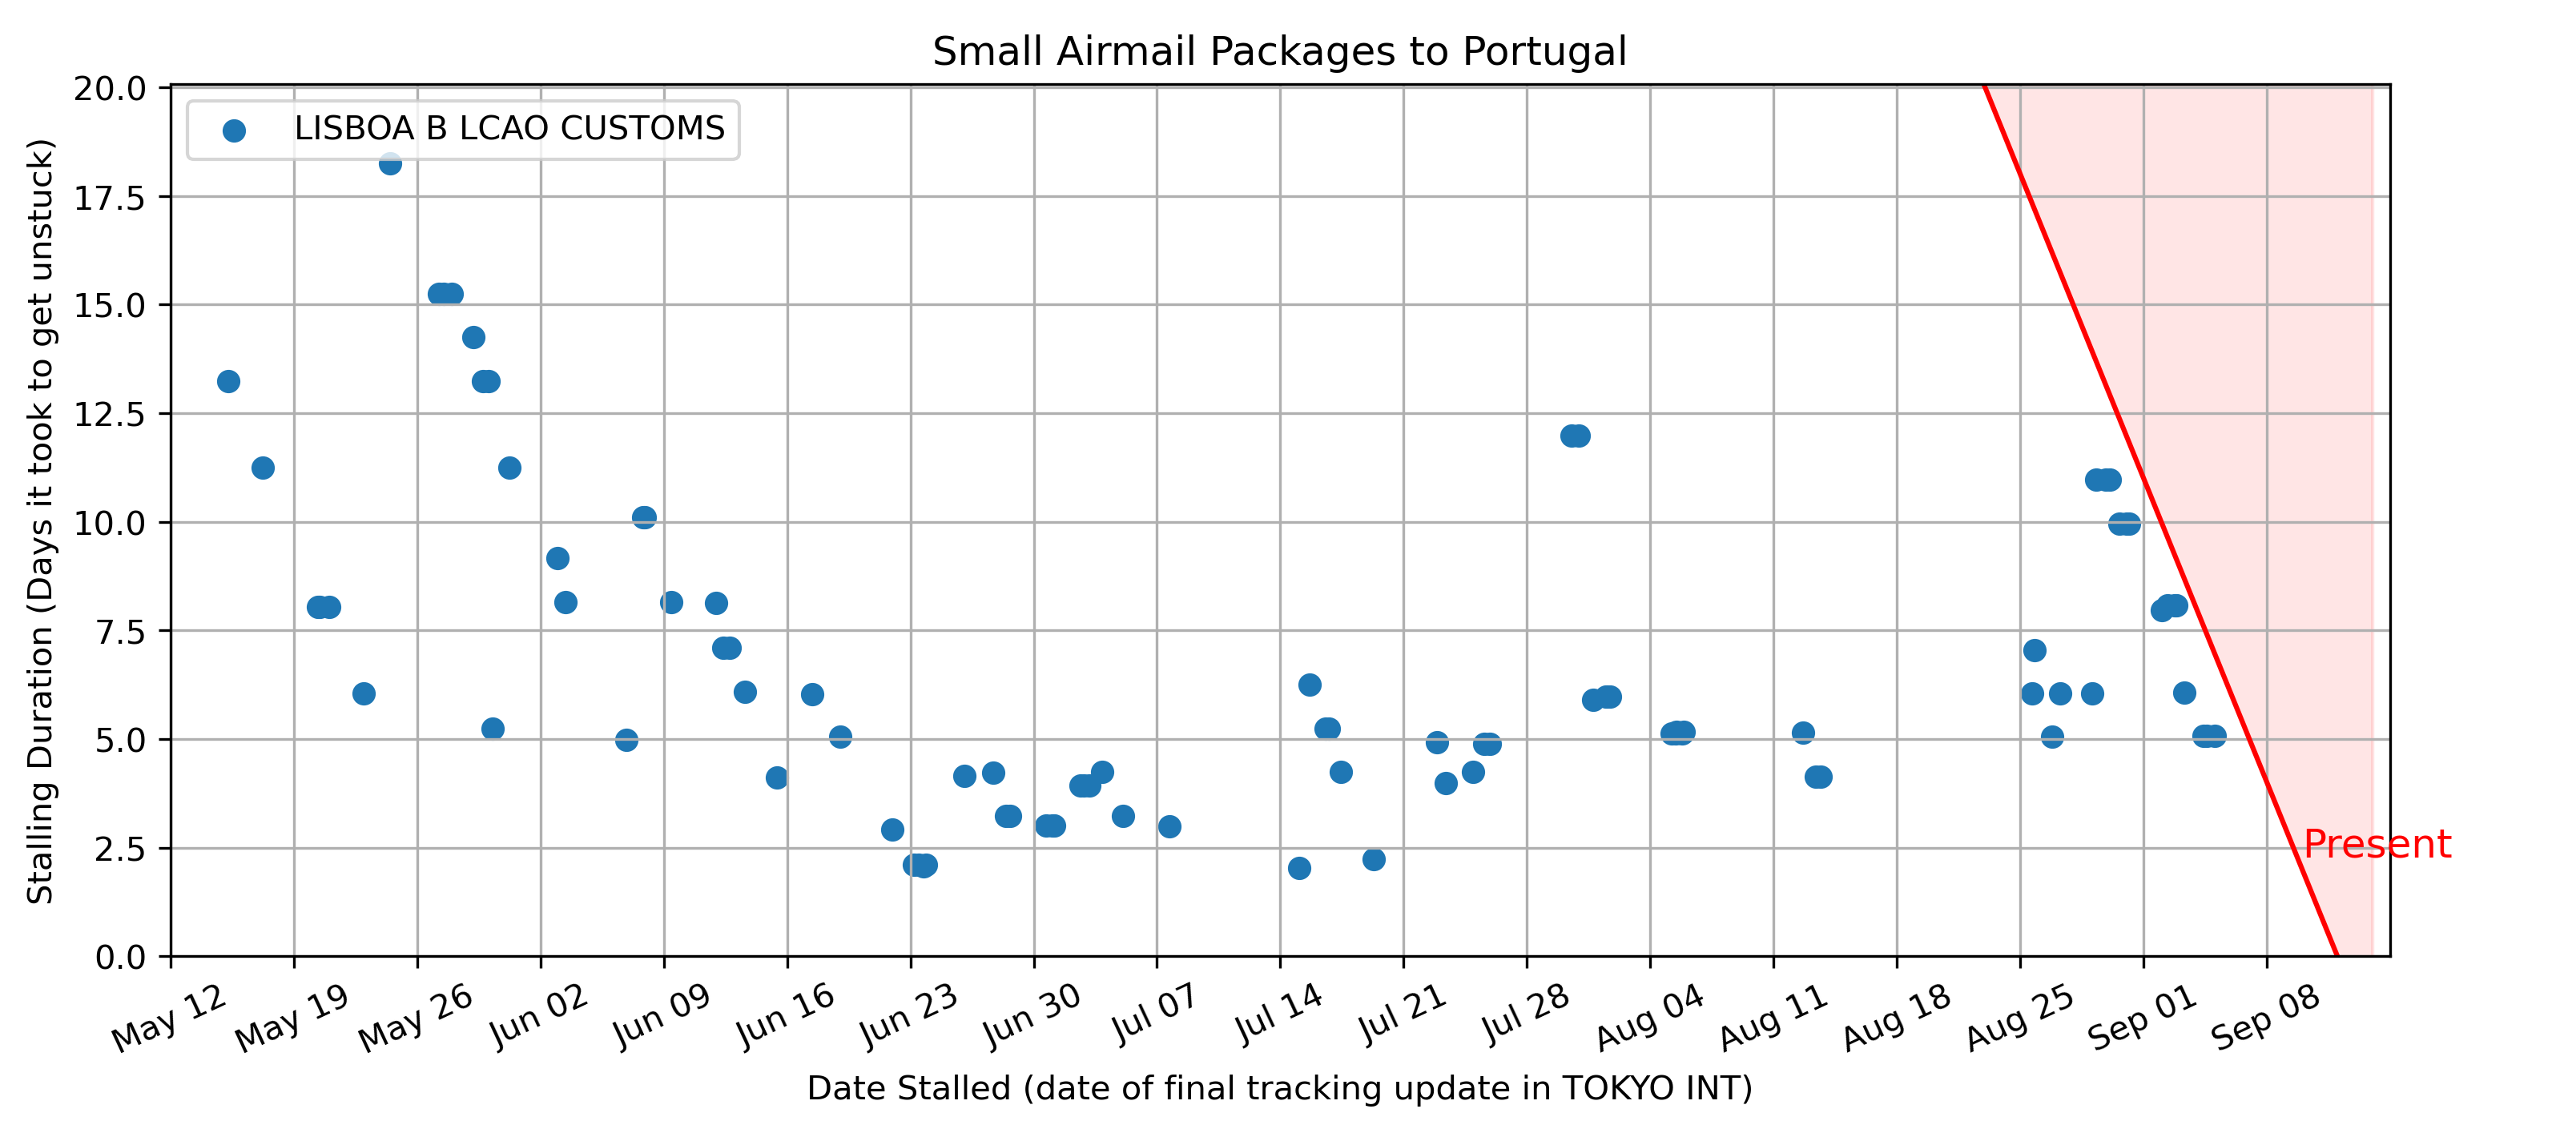 Small Airmail Packages to Portugal
LISBOA B LCAO CUSTOMS
Stalling Duration (Days it took to get unstuck)
20.0
17.5
15.0
12.5
10.0
7.5
5.0
2.5
0.0
Present
May 12 May 19 May 26 Jun 02 Jun 09 Jun 16 Jun 23 Jun 30 Jul 07 Jul 14 Jul 21 Jul 28 Aug 04 Aug 11 Aug 18 Aug 25 Sep 01 Sep 08
Date Stalled (date of final tracking update in TOKYO INT)